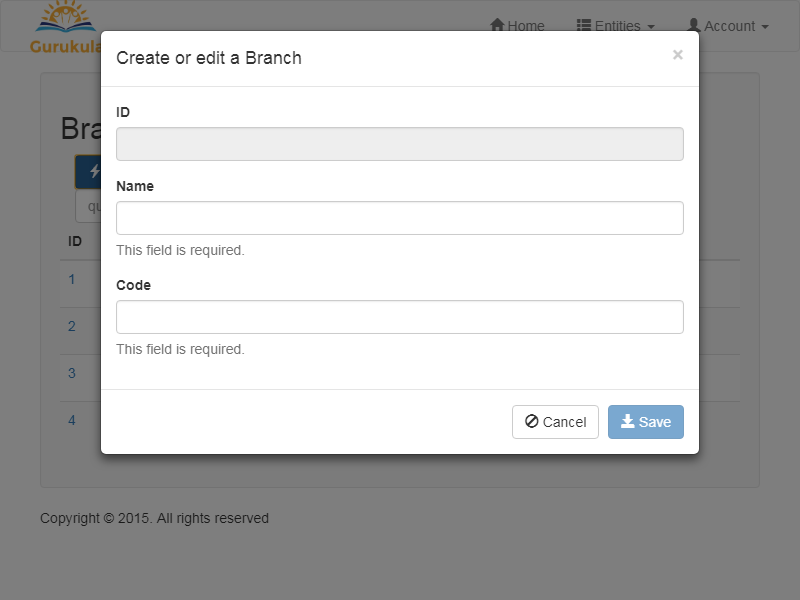 Gurukula
Home
Entities
Account
Create or edit a Branch
×
ID
Name
This field is required.
Code
This field is required.
Cancel
Save
Bra
qu
ID
1
2
3
4
Copyright © 2015. All rights reserved